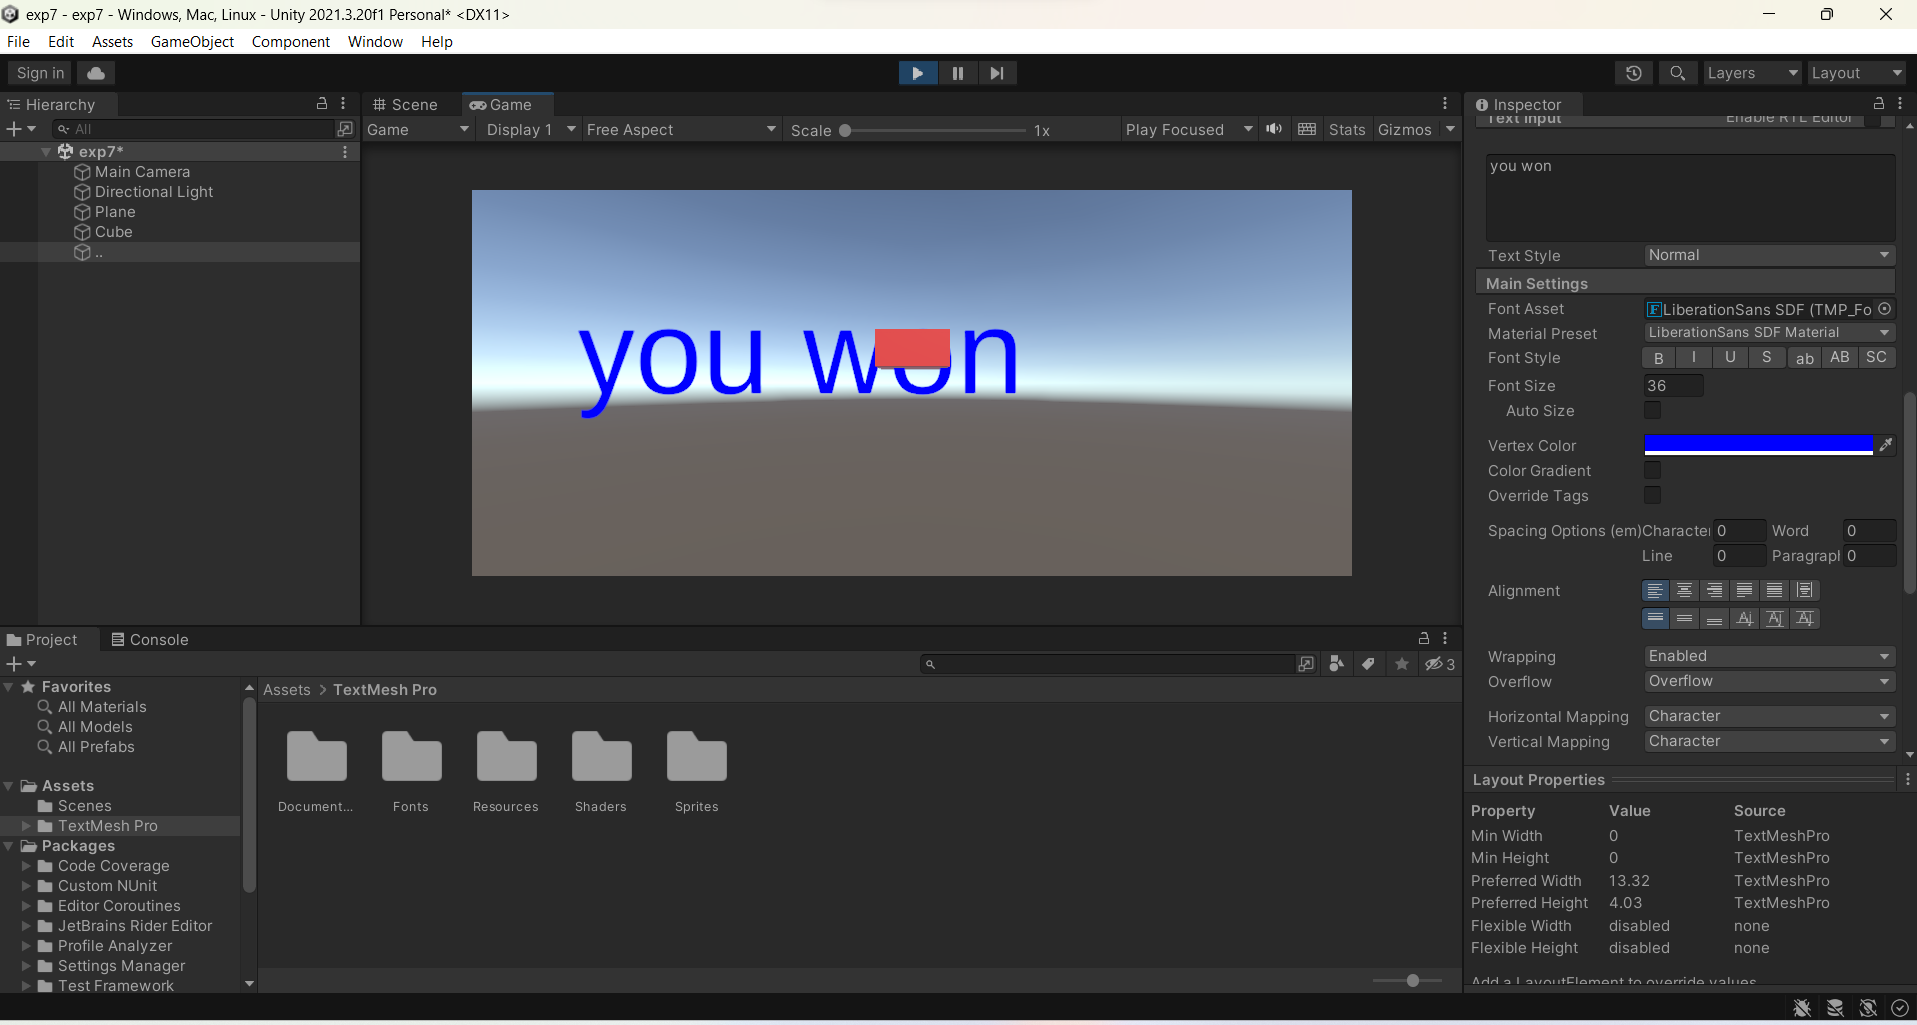 exp7 - exp7 - Windows, Mac, Linux - Unity 2021.3.20f1 Personal* <DX11>
File Edit Assets GameObject Component Window Help
Sign in
Layers Layout
Hierarchy
All
exp7*
Main Camera
Directional Light
Plane
Cube
..
Scene Game
Game Display 1 Free Aspect Scale 1x Play Focused Stats Gizmos
you won
Inspector
Text Input Enable RTL Editor
you won
Text Style Normal
Main Settings
Font Asset LiberationSans SDF (TMP_Fo
Material Preset LiberationSans SDF Material
Font Style B I U S ab AB SC
Font Size 36
Auto Size
Vertex Color
Color Gradient
Override Tags
Spacing Options (em) Character 0 Word 0
Line 0 Paragraph 0
Alignment
Wrapping Enabled
Overflow Overflow
Horizontal Mapping Character
Vertical Mapping Character
Layout Properties
Property Value Source
Min Width 0 TextMeshPro
Min Height 0 TextMeshPro
Preferred Width 13.32 TextMeshPro
Preferred Height 4.03 TextMeshPro
Flexible Width disabled none
Flexible Height disabled none
Add a LayoutElement to override values
Project Console
3
Favorites
All Materials
All Models
All Prefabs
Assets
Scenes
TextMesh Pro
Packages
Code Coverage
Custom NUnit
Editor Coroutines
JetBrains Rider Editor
Profile Analyzer
Settings Manager
Test Framework
Assets > TextMesh Pro
Document... Fonts Resources Shaders Sprites